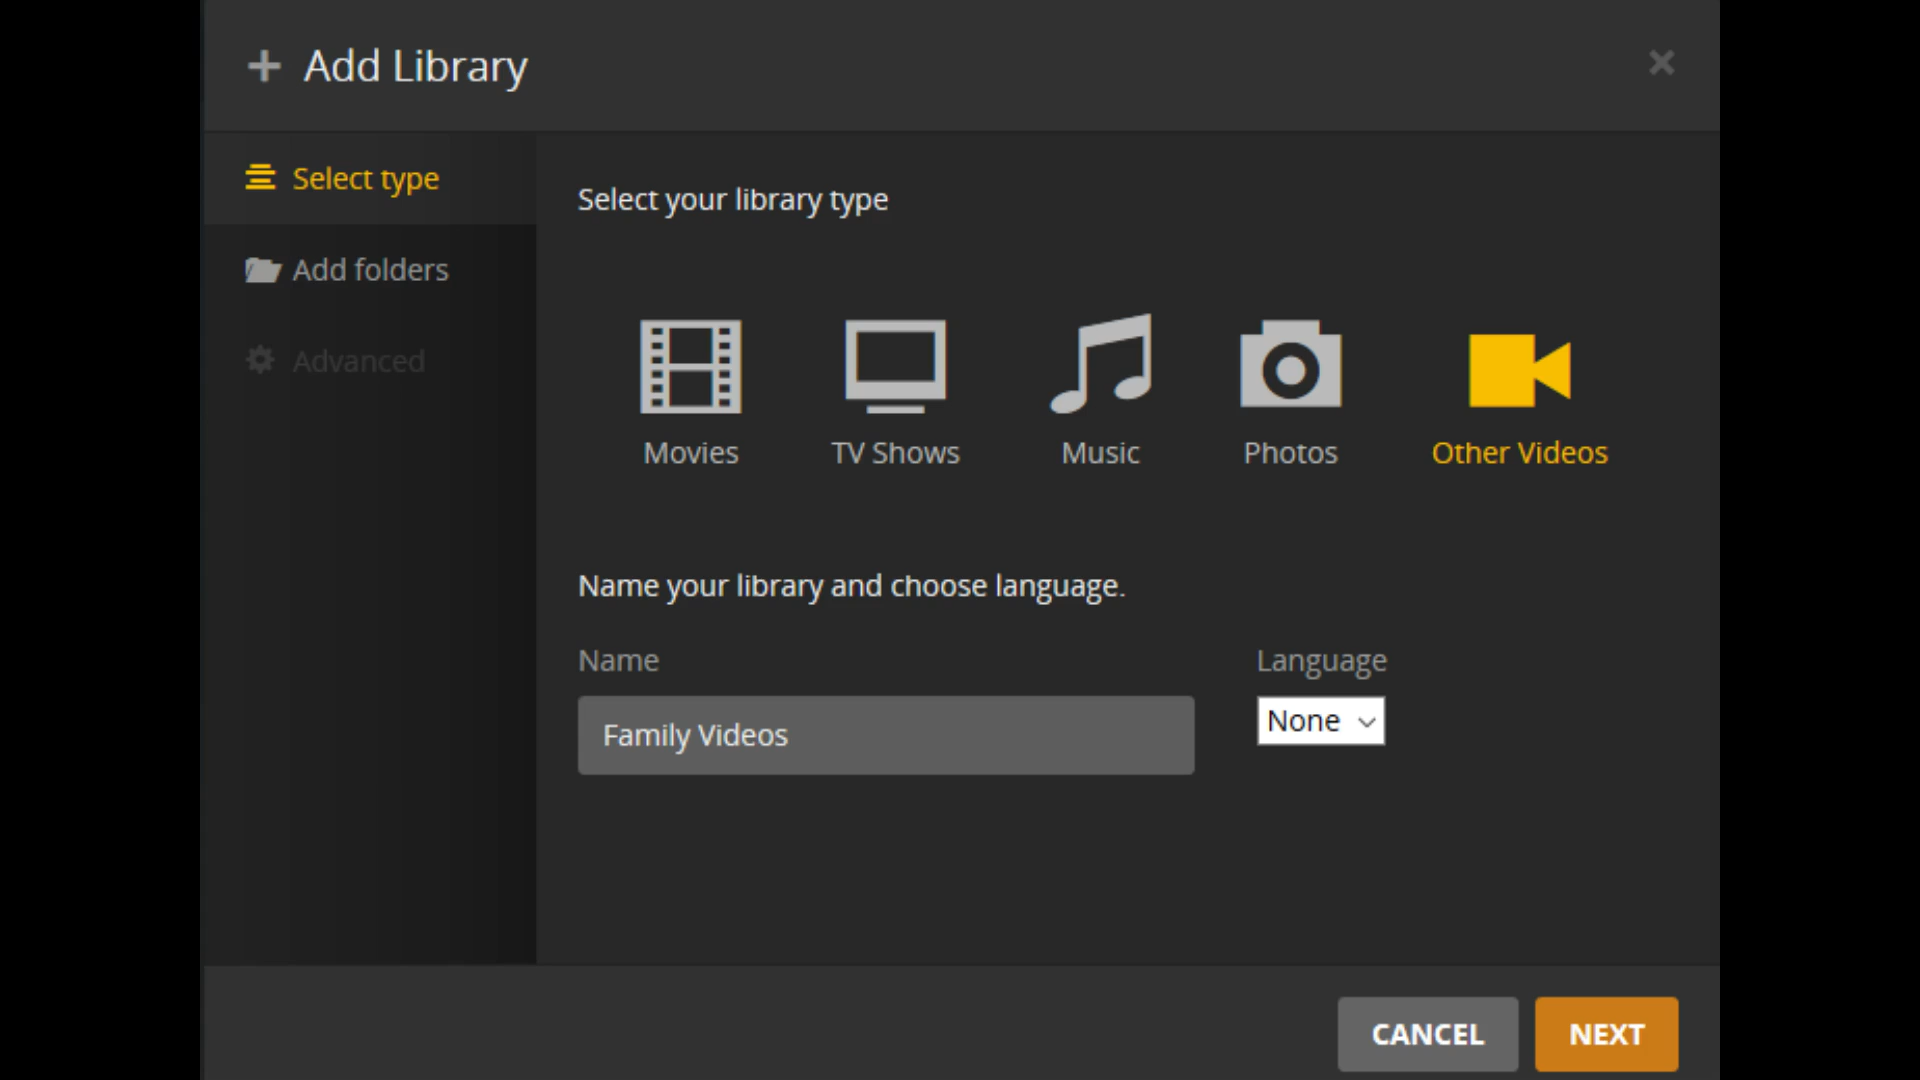 Add Library
Select type
Add folders
Advanced
Select your library type
Movies
TV Shows
Music
Photos
Other Videos
Name your library and choose language.
Name
Language
Family Videos
None
CANCEL
NEXT